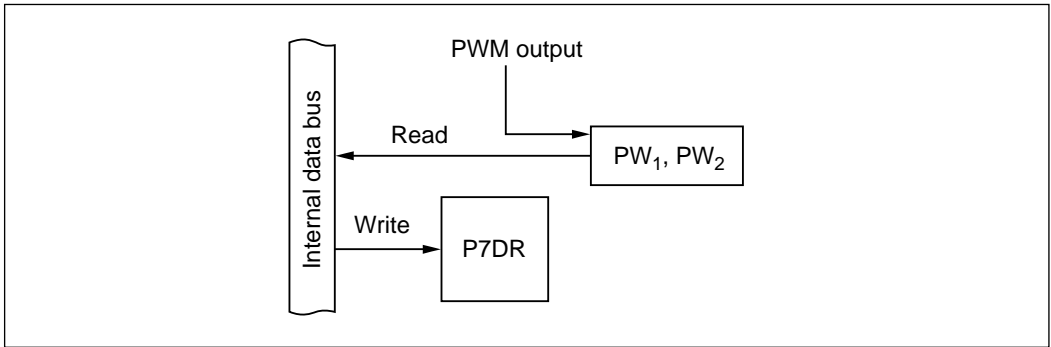 PWM output
Internal data bus
Read
PW₁, PW₂
Write
P7DR